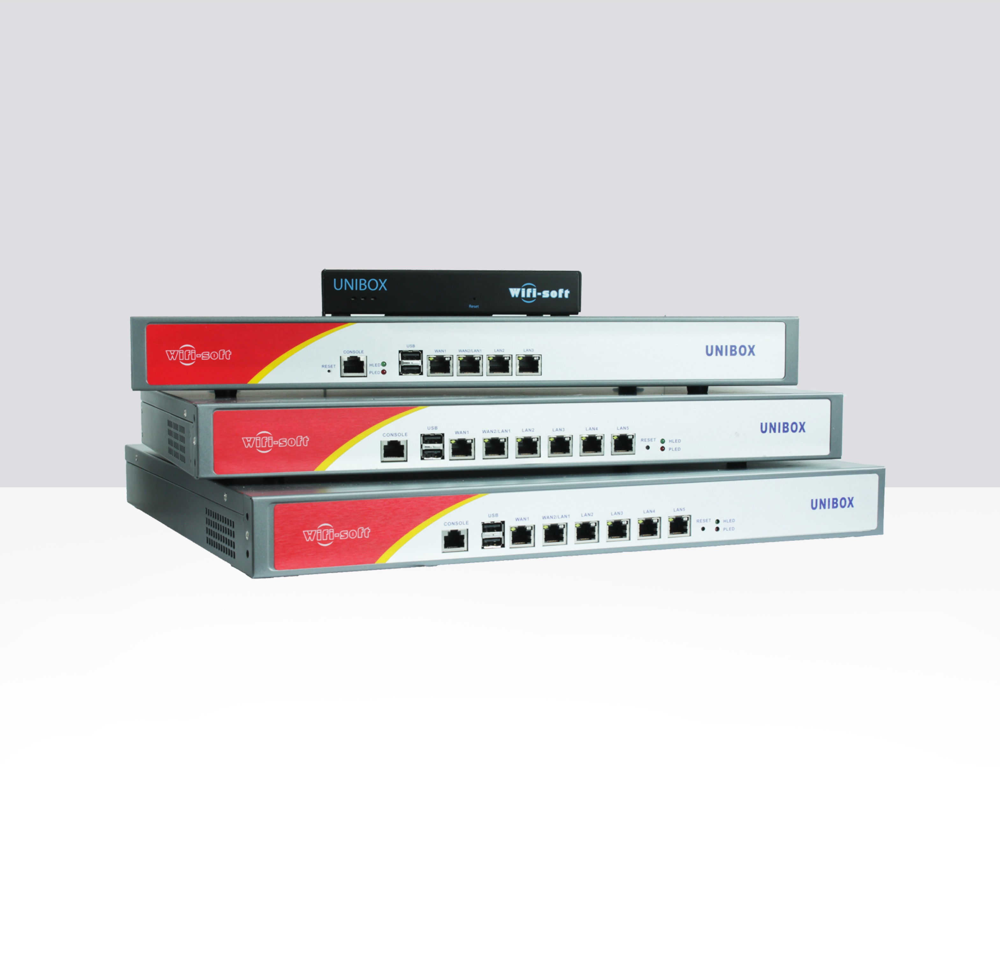 UNIBOX
Wifi-soft
Reset
Wifi-soft
RESET
CONSOLE
HLED
PLED
USB
WAN1
WAN2/LAN1
LAN2
LAN3
UNIBOX
Wifi-soft
CONSOLE
USB
WAN1
WAN2/LAN1
LAN2
LAN3
LAN4
LAN5
RESET
HLED
PLED
UNIBOX
Wifi-soft
CONSOLE
USB
WAN1
WAN2/LAN1
LAN2
LAN3
LAN4
LAN5
RESET
HLED
PLED
UNIBOX